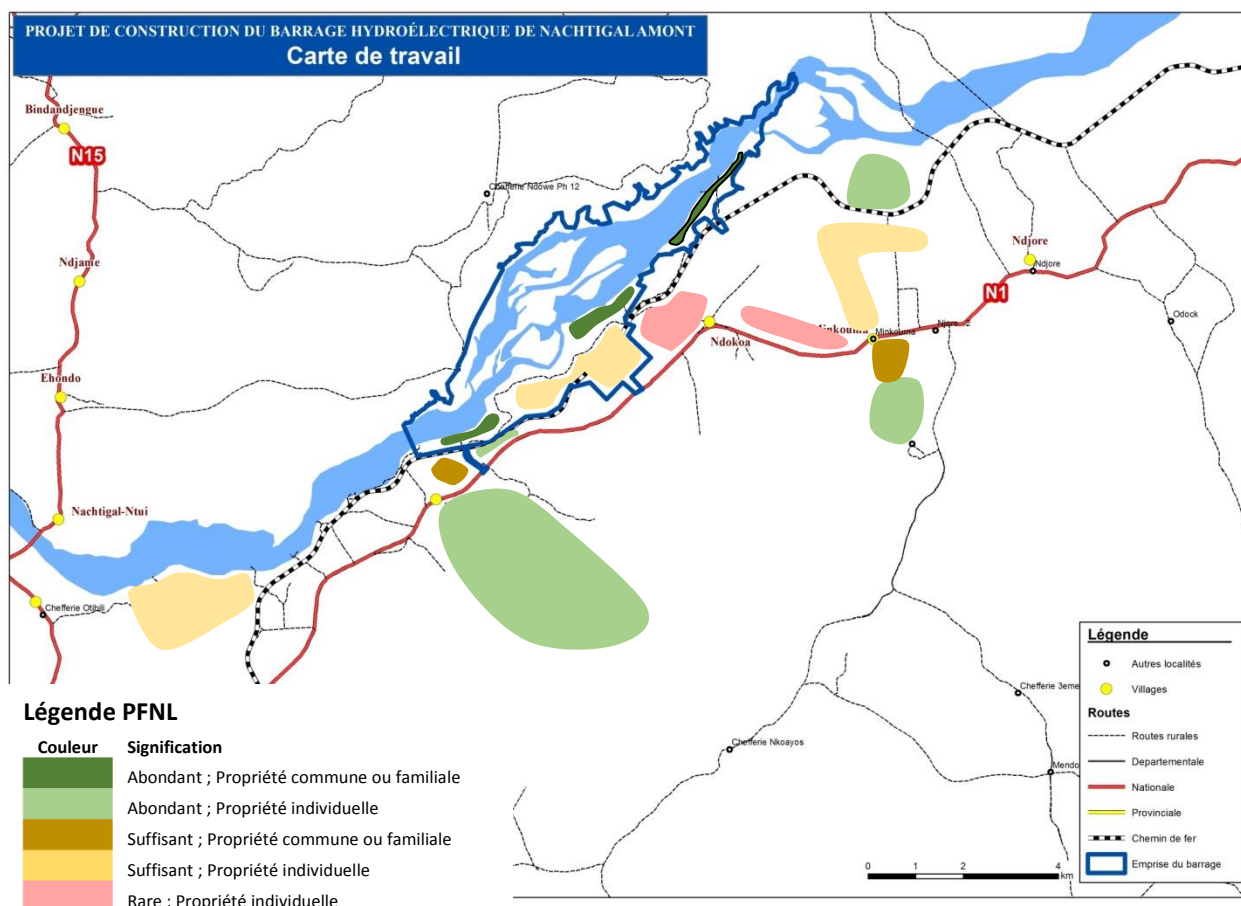 PROJET DE CONSTRUCTION DU BARRAGE HYDROÉLECTRIQUE DE NACHTIGAL AMONT
Carte de travail
Bindandjengue
N15
Chefferie Ndowe Ph 12
Ndjame
Ndjore
Ndjore
N1
Odock
Ndokoa
Minkouma
Ehondo
Nachtigal-Ntui
Chefferie Otibili
Chefferie 3eme
Chefferie Nkoayos
Mendo
Légende
Autres localités
Villages
Routes
Routes rurales
Departementale
Nationale
Provinciale
Chemin de fer
Emprise du barrage
0 1 2 4
km
Légende PFNL
Couleur Signification
Abondant ; Propriété commune ou familiale
Abondant ; Propriété individuelle
Suffisant ; Propriété commune ou familiale
Suffisant ; Propriété individuelle
Rare ; Propriété individuelle